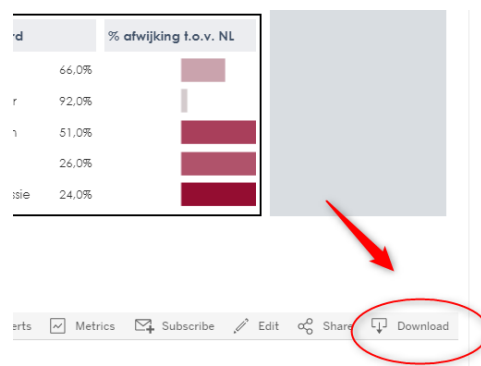 rd % afwijking t.o.v. NL
66,0%
r 92,0%
n 51,0%
26,0%
ssie 24,0%
erts Metrics Subscribe Edit Share Download